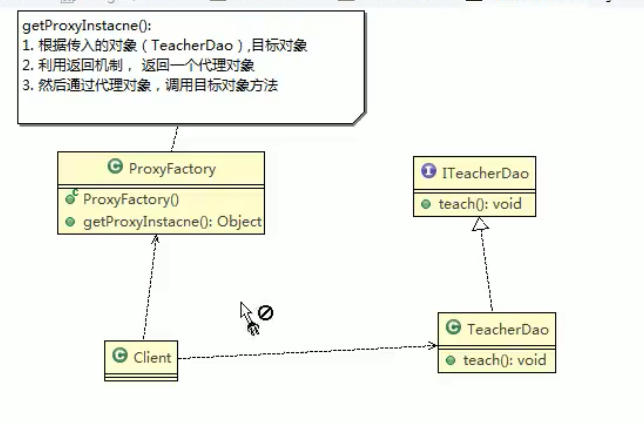 getProxyInstacne():
1. 根据传入的对象（TeacherDao）,目标对象
2. 利用返回机制， 返回一个代理对象
3. 然后通过代理对象，调用目标对象方法
ProxyFactory
ProxyFactory()
getProxyInstacne(): Object
ITeacherDao
teach(): void
Client
TeacherDao
teach(): void